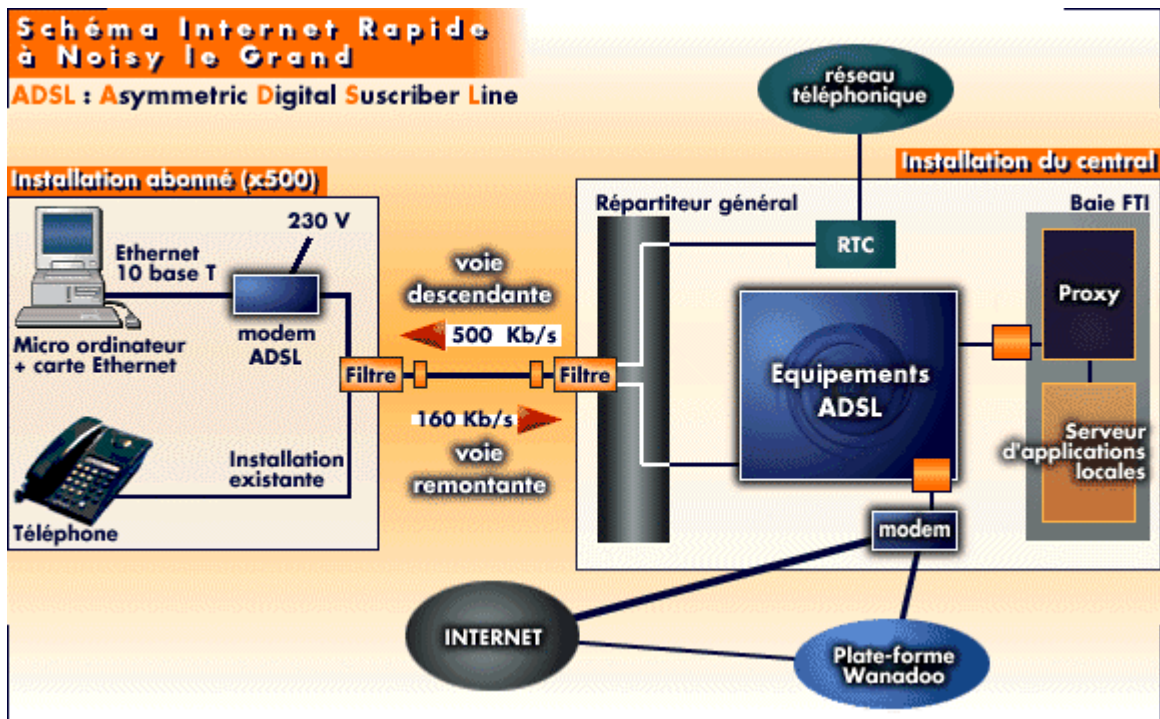 Schéma Internet Rapide
à Noisy le Grand
ADSL : Asymmetric Digital Suscriber Line
réseau
téléphonique
Installation abonné (x500)
Installation du central
230 V
Ethernet
10 base T
modem
ADSL
Micro ordinateur
+ carte Ethernet
Installation
existante
Téléphone
Filtre
voie
descendante
500 Kb/s
160 Kb/s
voie
remontante
Filtre
Répartiteur général
RTC
Baie FTI
Proxy
Equipements
ADSL
Serveur
d'applications
locales
modem
INTERNET
Plate-forme
Wanadoo